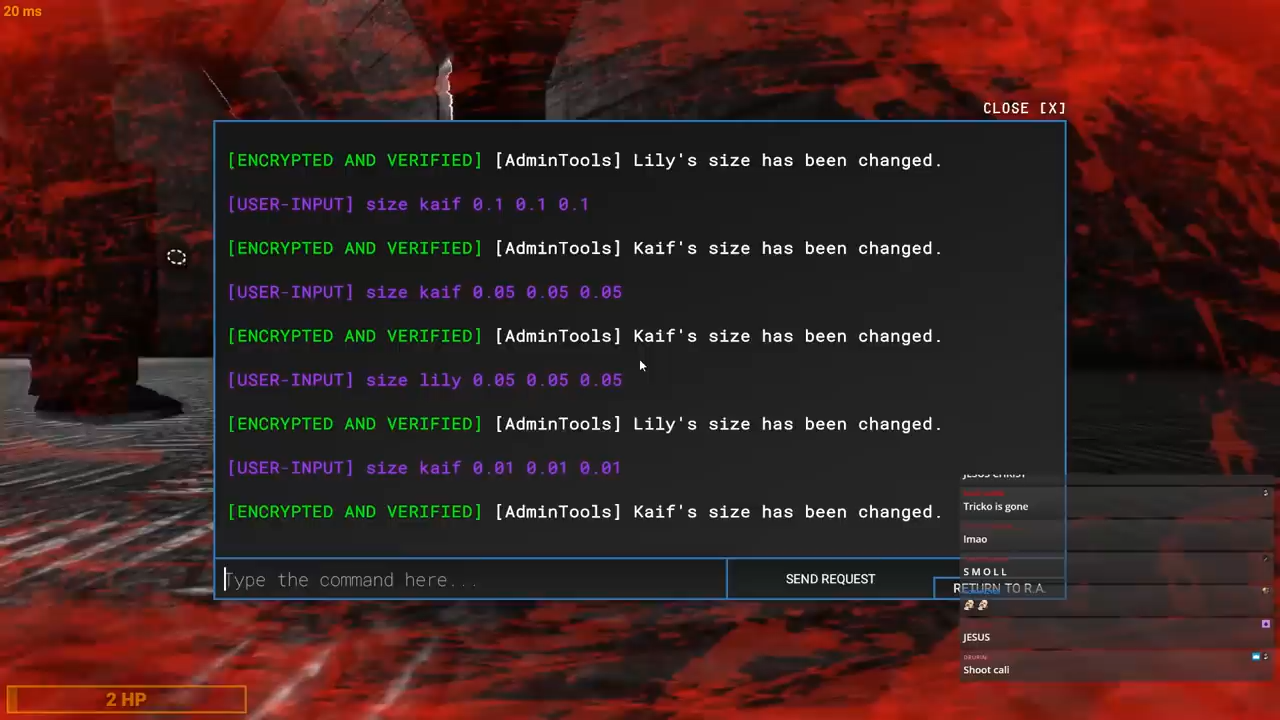 20 ms
CLOSE [X]
[ENCRYPTED AND VERIFIED] [AdminTools] Lily's size has been changed.
[USER-INPUT] size kaif 0.1 0.1 0.1
[ENCRYPTED AND VERIFIED] [AdminTools] Kaif's size has been changed.
[USER-INPUT] size kaif 0.05 0.05 0.05
[ENCRYPTED AND VERIFIED] [AdminTools] Kaif's size has been changed.
[USER-INPUT] size lily 0.05 0.05 0.05
[ENCRYPTED AND VERIFIED] [AdminTools] Lily's size has been changed.
[USER-INPUT] size kaif 0.01 0.01 0.01
[ENCRYPTED AND VERIFIED] [AdminTools] Kaif's size has been changed.
Type the command here...
SEND REQUEST
RETURN TO R.A.
JESUS CHRIST
Tricko is gone
lmao
S M O L L
JESUS
Shoot cali
2 HP